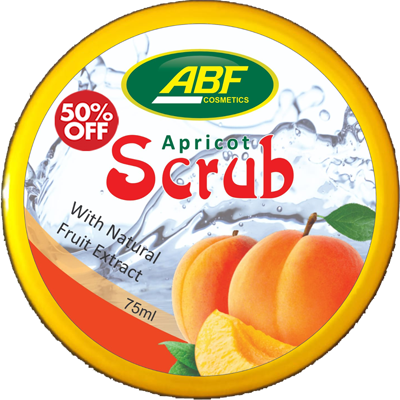 ABF
COSMETICS
50%
OFF
Apricot
Scrub
With Natural
Fruit Extract
75ml